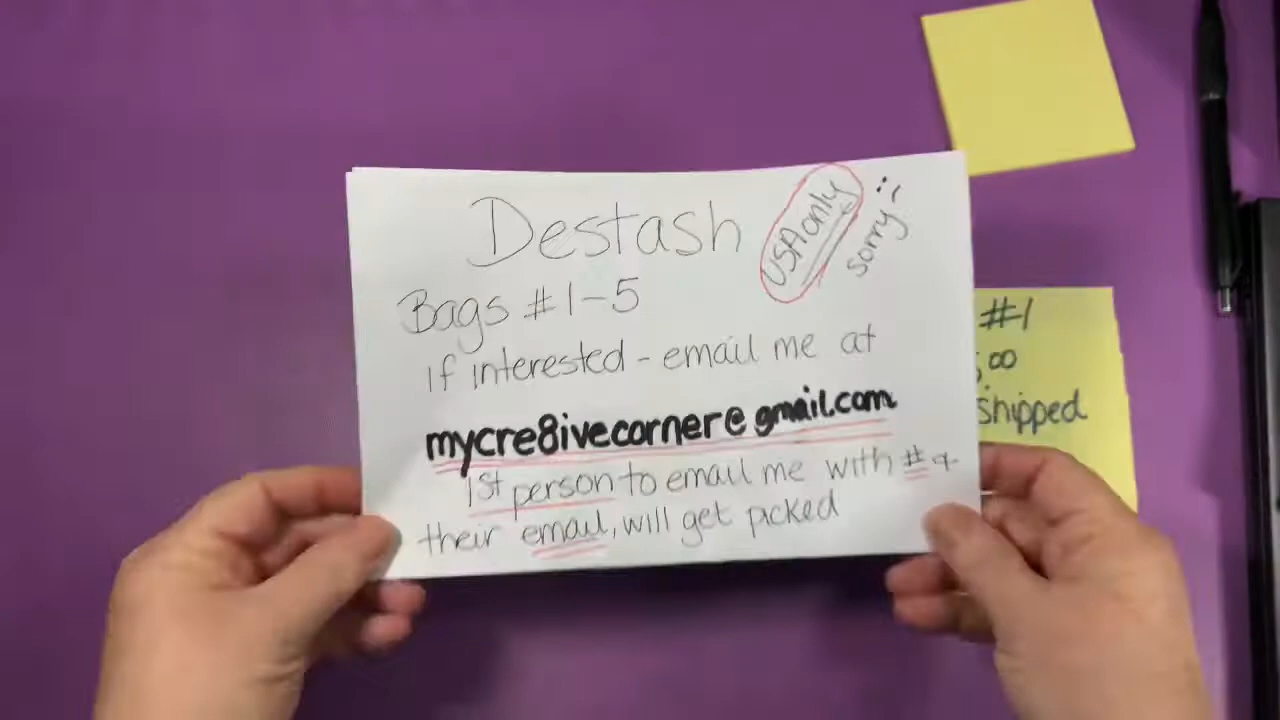 Destash
USA only
sorry :(
Bags #1-5
If interested - email me at
mycre8ivecorner@gmail.com
1st person to email me with # &
their email, will get picked
#1
.00
shipped